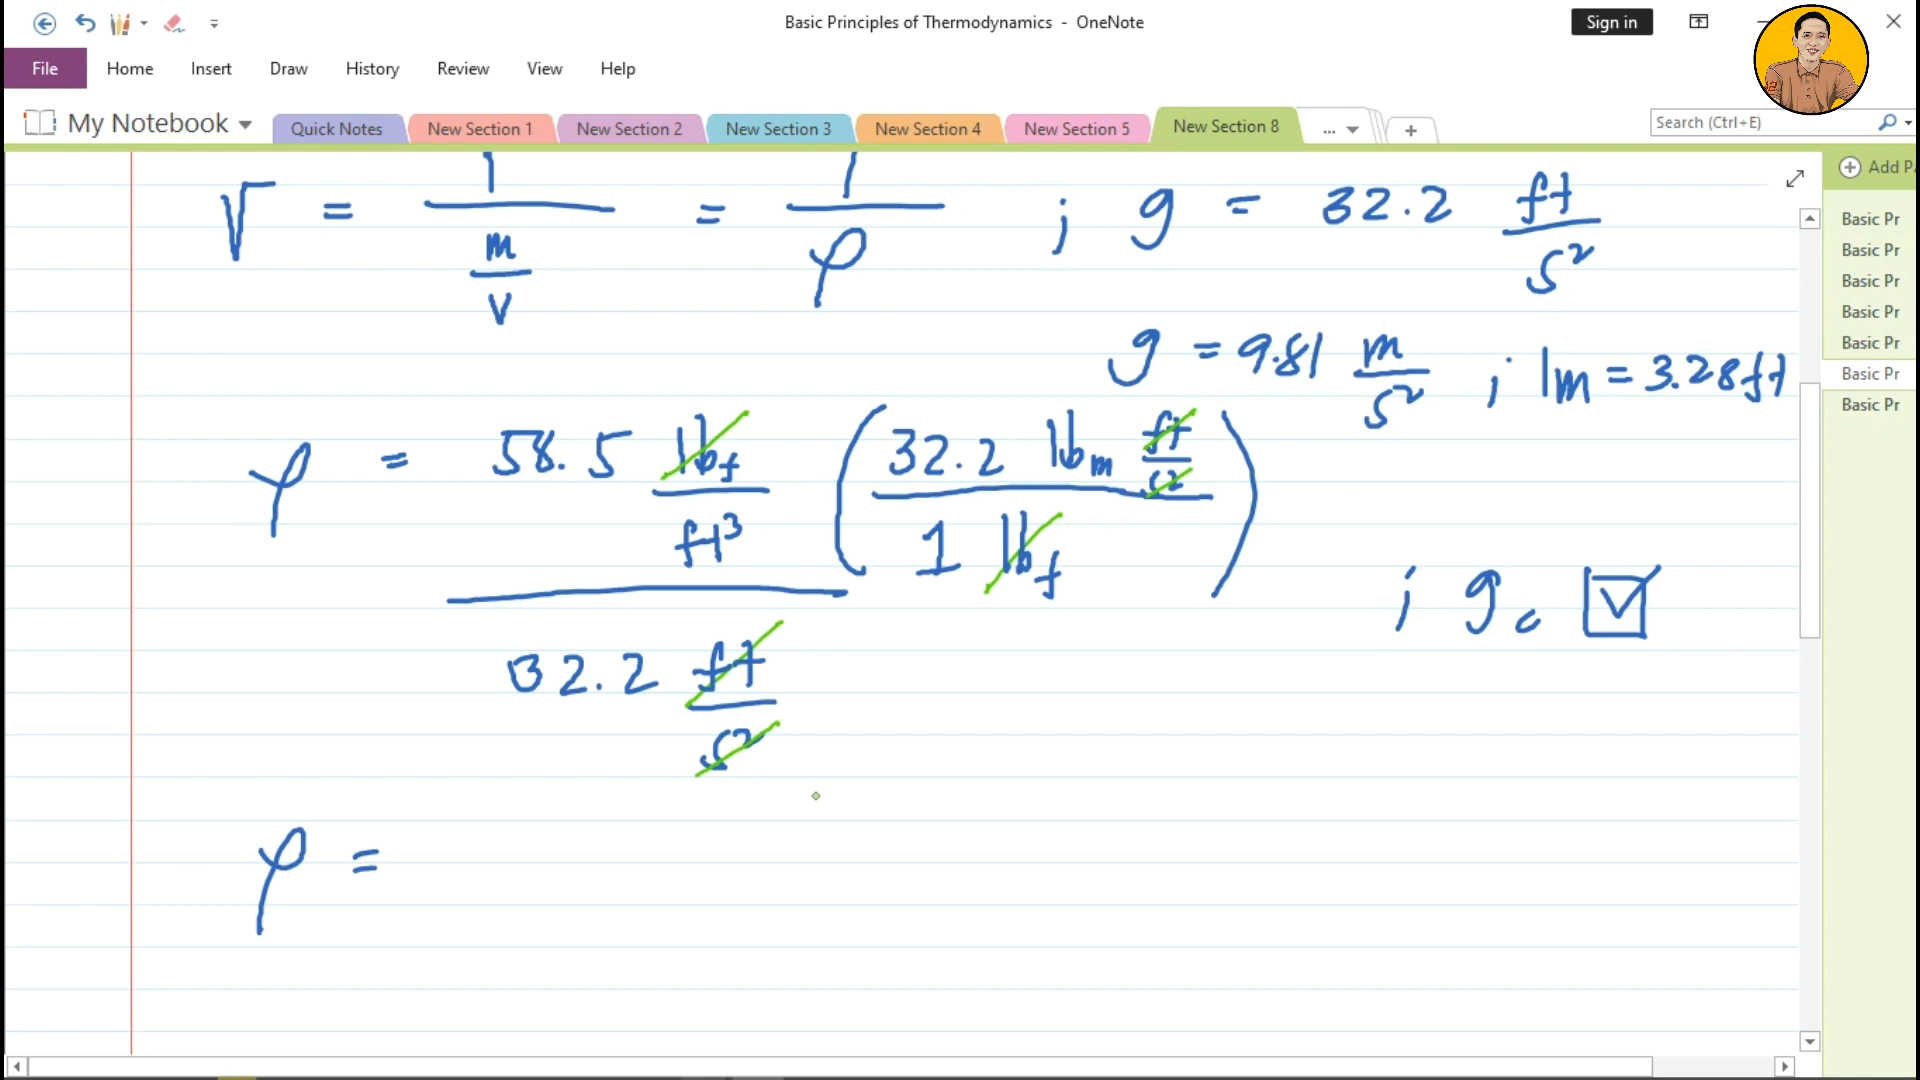 Basic Principles of Thermodynamics - OneNote
Sign in
File Home Insert Draw History Review View Help
My Notebook
Quick Notes New Section 1 New Section 2 New Section 3 New Section 4 New Section 5 New Section 8 ... +
Search (Ctrl+E)
Add P
Basic Pr
Basic Pr
Basic Pr
Basic Pr
Basic Pr
Basic Pr
Basic Pr
v = 1 / (m / v) = 1 / ρ ; g = 32.2 ft / s²
g = 9.81 m / s² ; 1m = 3.28ft
ρ = 58.5 lbf / ft³ ( 32.2 lbm ft / s² / 1 lbf ) / 32.2 ft / s²
; gc ☑
ρ =